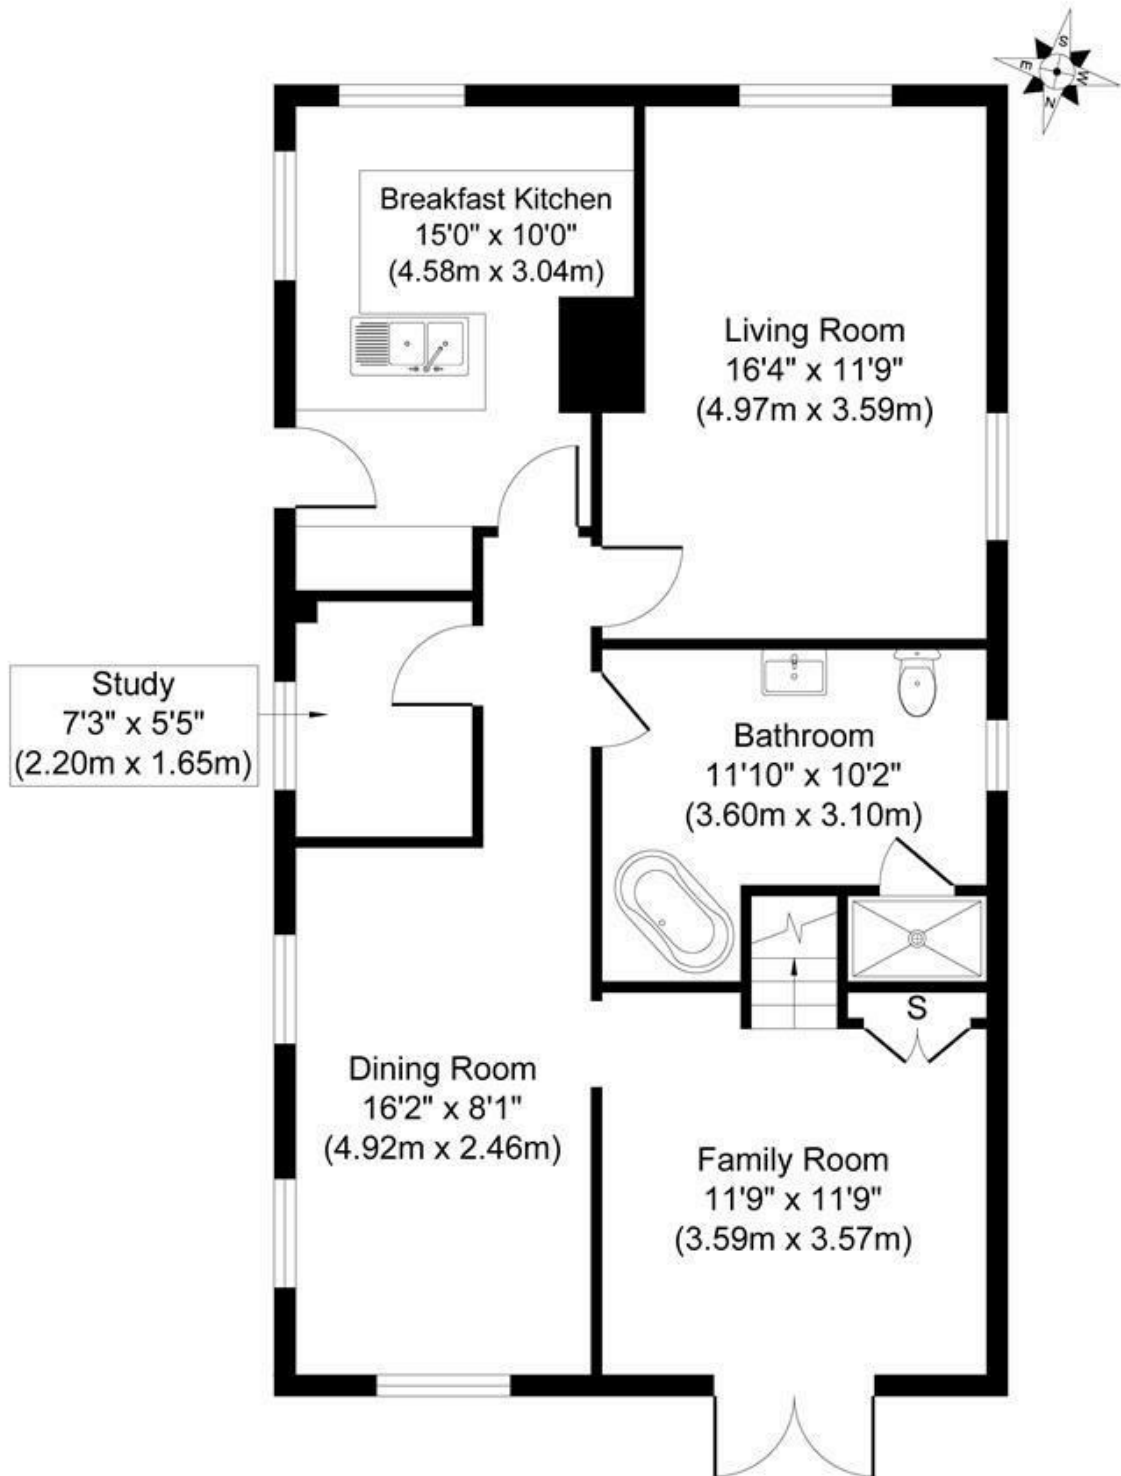 S
E
W
N
Breakfast Kitchen
15'0" x 10'0"
(4.58m x 3.04m)
Living Room
16'4" x 11'9"
(4.97m x 3.59m)
Study
7'3" x 5'5"
(2.20m x 1.65m)
Bathroom
11'10" x 10'2"
(3.60m x 3.10m)
S
Dining Room
16'2" x 8'1"
(4.92m x 2.46m)
Family Room
11'9" x 11'9"
(3.59m x 3.57m)